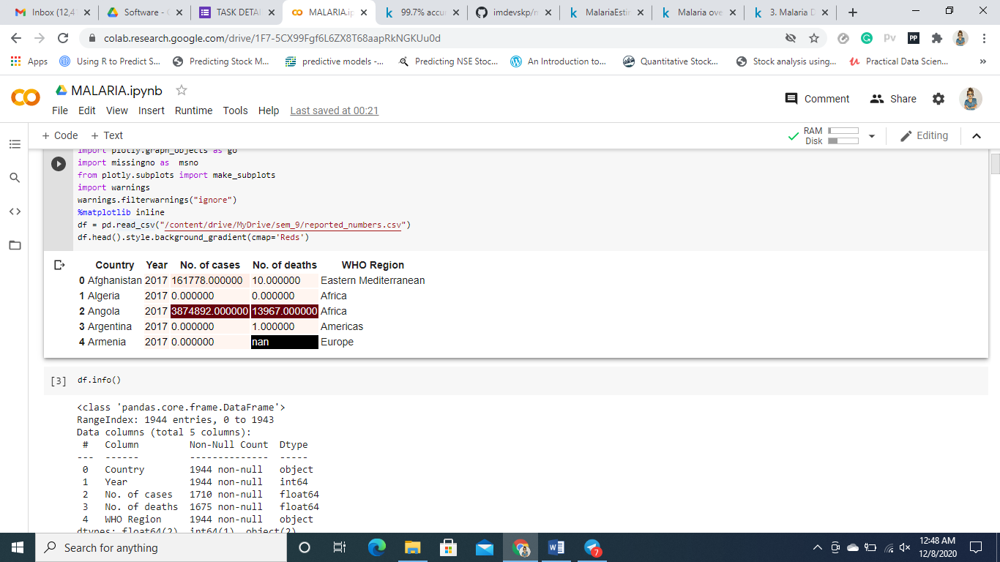 Inbox (12,4
Software - G
TASK DETAI
MALARIA.ip
99.7% accur
imdevskp/m
MalariaEstin
Malaria ove
3. Malaria D
colab.research.google.com/drive/1F7-5CX99Fgf6L6ZX8T68aapRkNGKUu0d
Pv
PP
Apps
Using R to Predict S...
Predicting Stock M...
predictive models -...
Predicting NSE Stoc...
An Introduction to...
Quantitative Stock...
Stock analysis using...
Practical Data Scien...
»
MALARIA.ipynb
File Edit View Insert Runtime Tools Help Last saved at 00:21
Comment
Share
+ Code + Text
RAM
Disk
Editing
import plotly.graph_objects as go
import missingno as  msno
from plotly.subplots import make_subplots
import warnings
warnings.filterwarnings("ignore")
%matplotlib inline
df = pd.read_csv("/content/drive/MyDrive/sem_9/reported_numbers.csv")
df.head().style.background_gradient(cmap='Reds')
Country Year No. of cases No. of deaths WHO Region
0 Afghanistan 2017 161778.000000 10.000000 Eastern Mediterranean
1 Algeria 2017 0.000000 0.000000 Africa
2 Angola 2017 3874892.000000 13967.000000 Africa
3 Argentina 2017 0.000000 1.000000 Americas
4 Armenia 2017 0.000000 nan Europe
[3] df.info()
<class 'pandas.core.frame.DataFrame'>
RangeIndex: 1944 entries, 0 to 1943
Data columns (total 5 columns):
#   Column         Non-Null Count  Dtype
---  ------         --------------  -----
0   Country        1944 non-null   object
1   Year           1944 non-null   int64
2   No. of cases   1710 non-null   float64
3   No. of deaths  1675 non-null   float64
4   WHO Region     1944 non-null   object
dtypes: float64(2), int64(1), object(2)
Search for anything
7
12:48 AM
12/8/2020